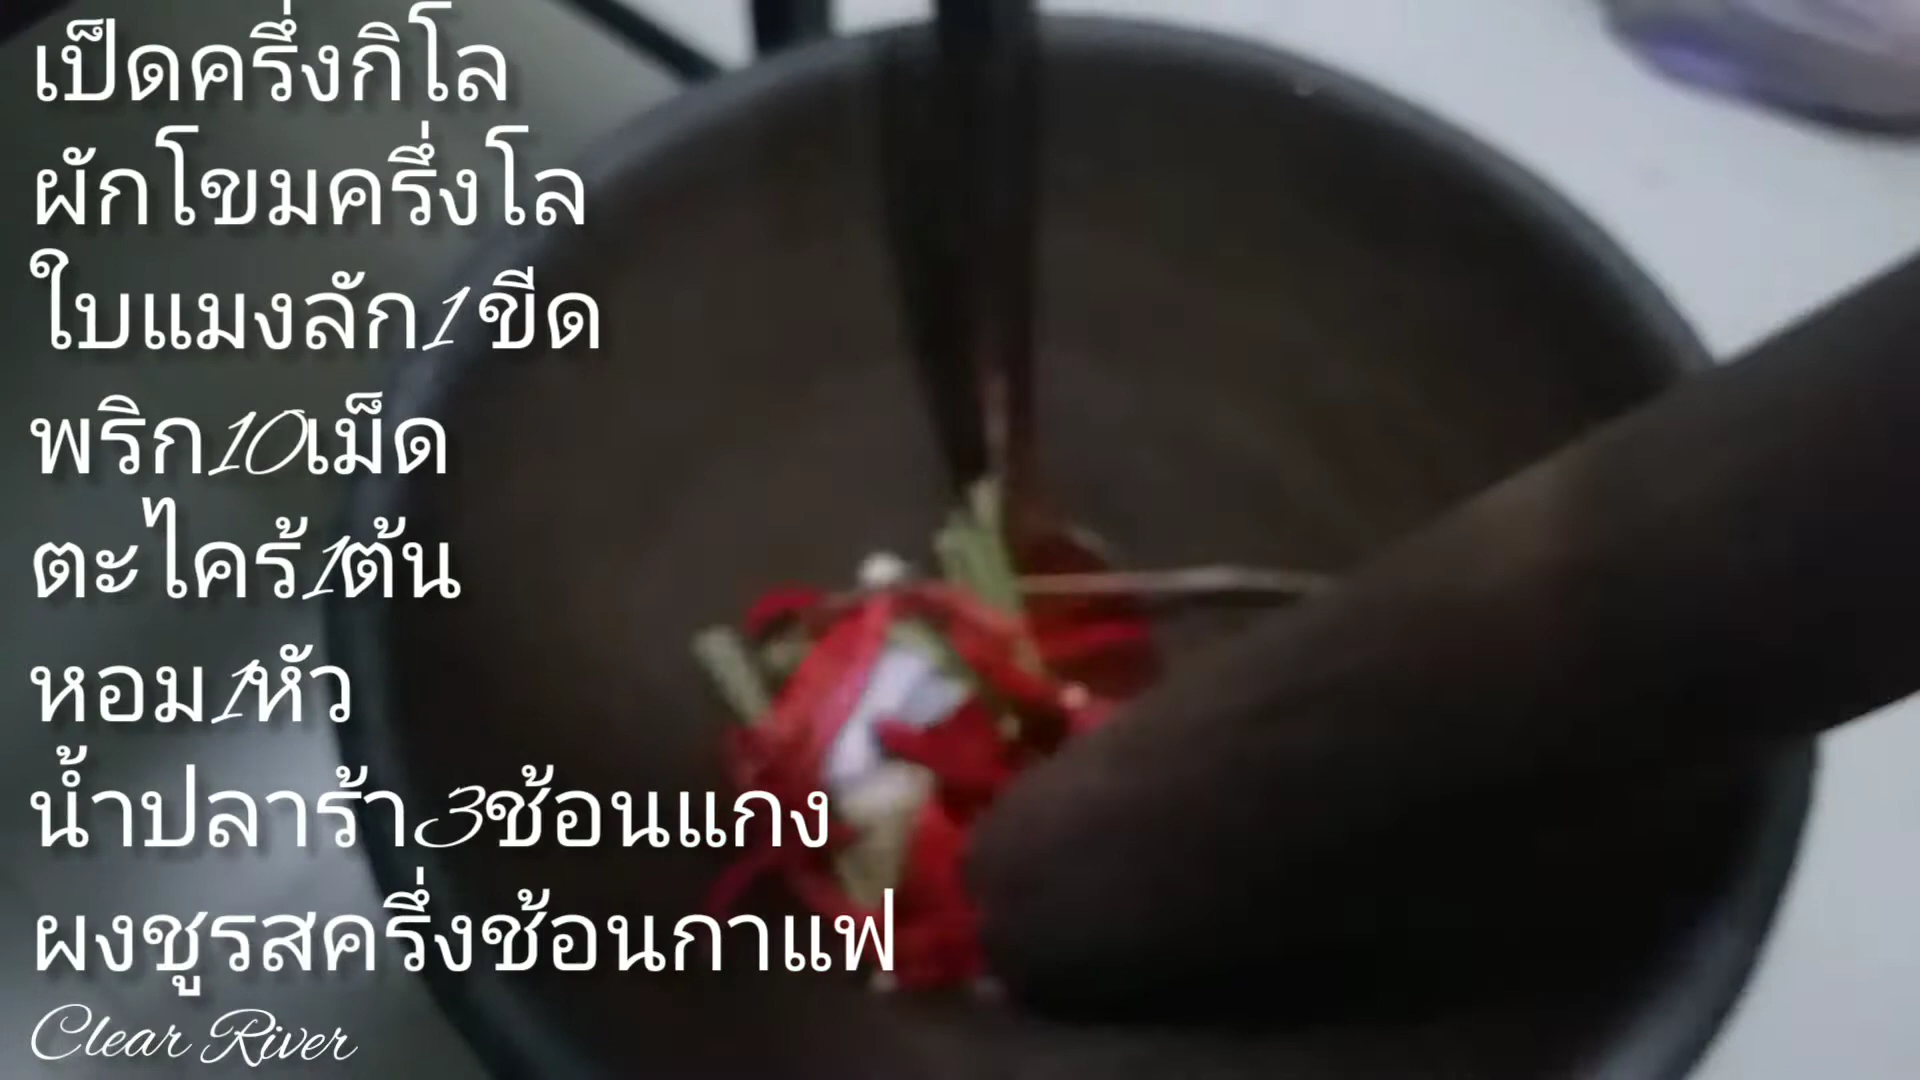 เป็ดครึ่งกิโล
ผักโขมครึ่งโล
ใบแมงลัก1ขีด
พริก10เม็ด
ตะไคร้1ต้น
หอม1หัว
น้ำปลาร้า3ช้อนแกง
ผงชูรสครึ่งช้อนกาแฟ
Clear River